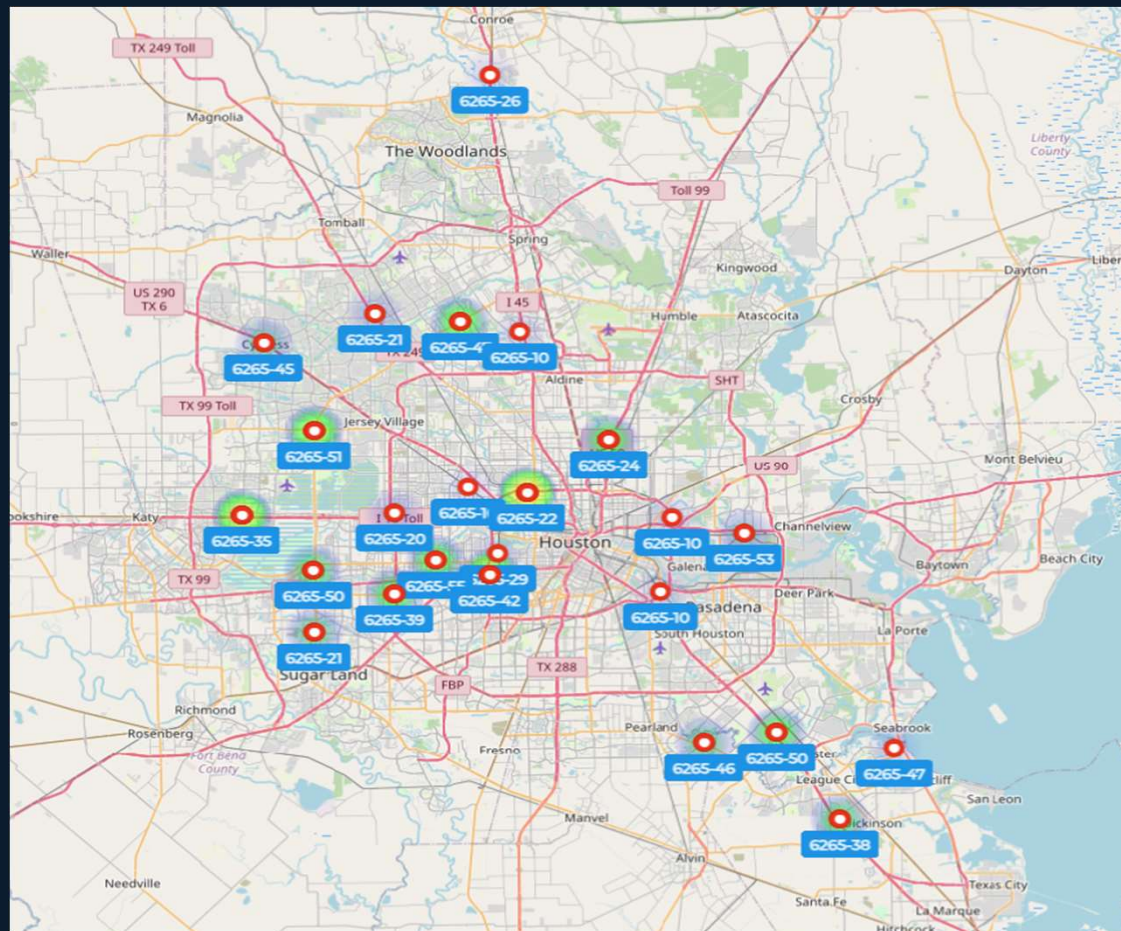 Conroe
TX 249 Toll
6265-26
Magnolia
The Woodlands
Liberty
County
Toll 99
Tomball
Spring
Waller
Kingwood
Dayton
US 290
TX 6
I 45
Humble
Atascocita
6265-21
6265-10
6265-45
Aldine
SHT
Crosby
TX 99 Toll
Jersey Village
6265-51
6265-24
US 90
Mont Belvieu
Katy
Toll
6265-22
Channelview
6265-35
6265-20
Houston
6265-10
6265-53
Beach City
TX 99
Baytown
6265-50
6265-42
Deer Park
6265-39
6265-10
Pasadena
La Porte
South Houston
6265-21
Sugar Land
TX 288
FBP
Richmond
Rosenberg
Pearland
Seabrook
Fort Bend
County
Fresno
6265-46
6265-50
6265-47
League
San Leon
Manvel
6265-38
Alvin
Needville
Texas City
Santa Fe
La Marque
Hitchcock